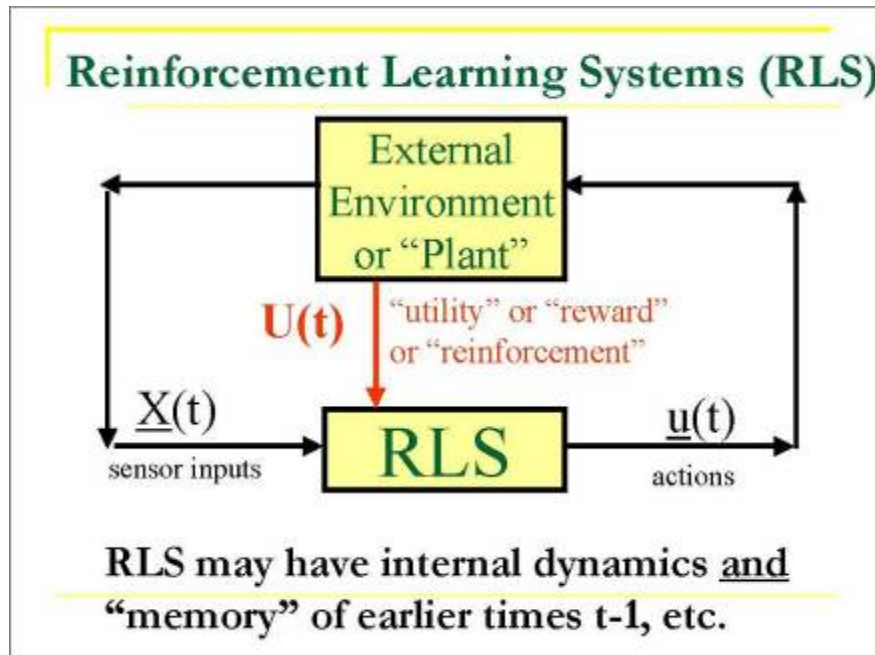 Reinforcement Learning Systems (RLS)
External
Environment
or “Plant”
U(t)
“utility” or “reward”
or “reinforcement”
X(t)
sensor inputs
RLS
u(t)
actions
RLS may have internal dynamics and
“memory” of earlier times t-1, etc.